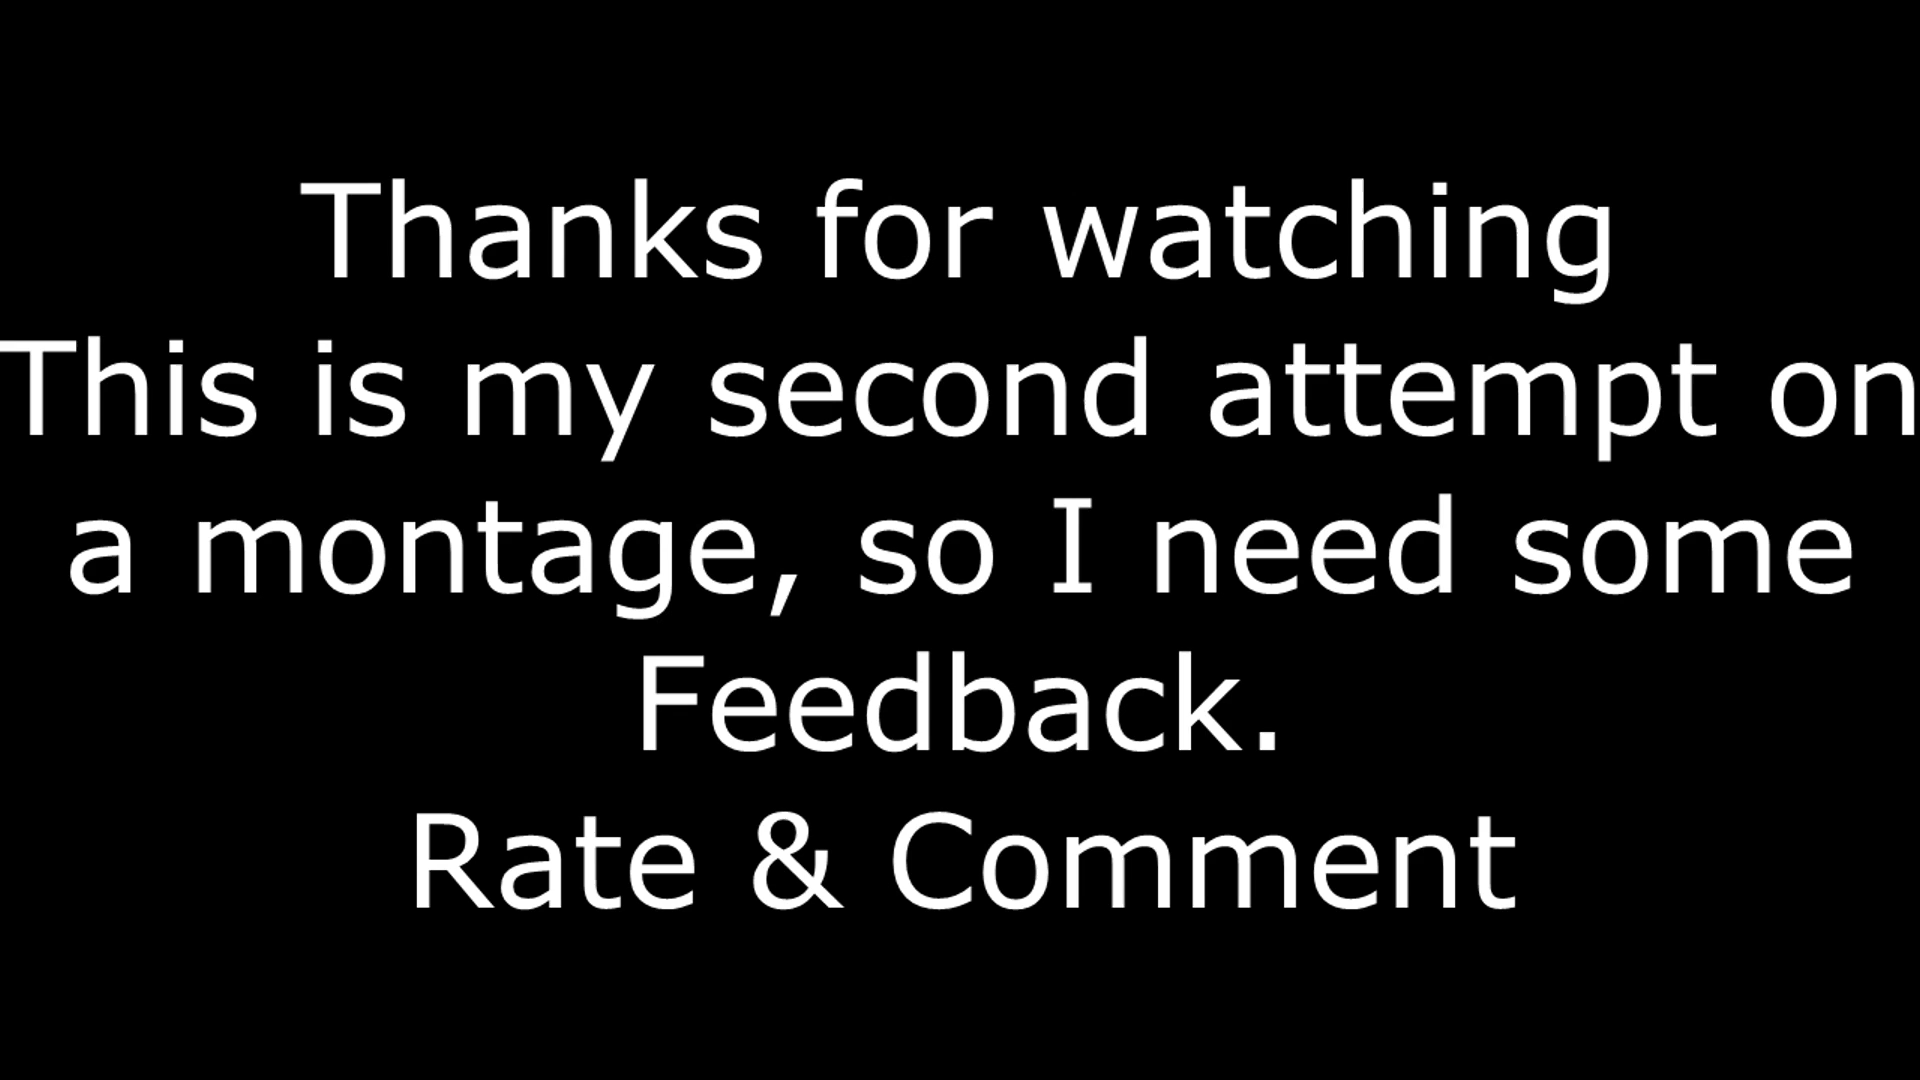 Thanks for watching
This is my second attempt on
a montage, so I need some
Feedback.
Rate & Comment